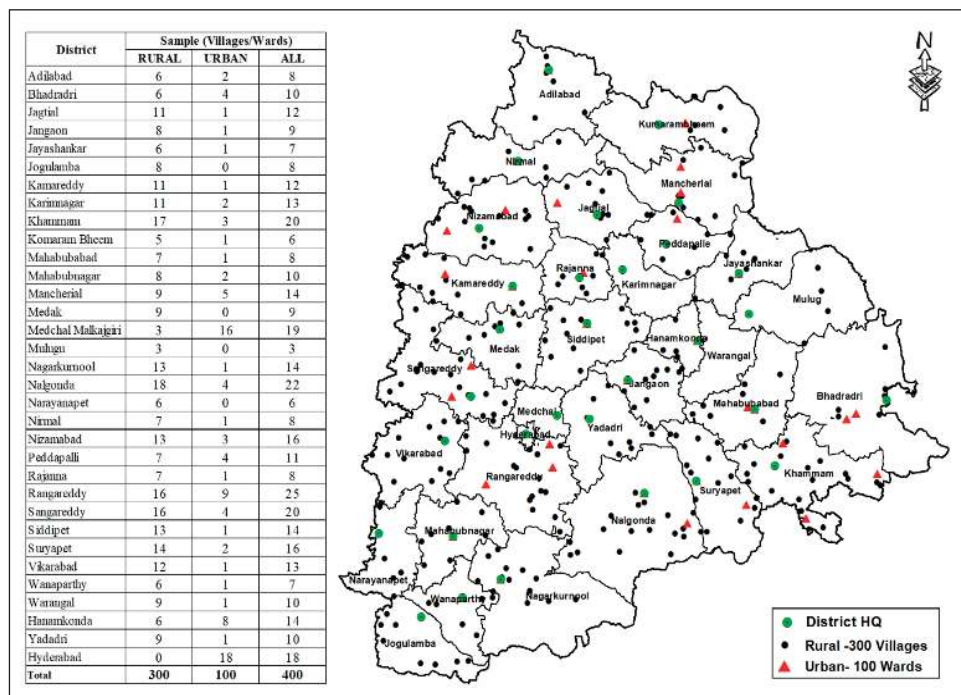 District Sample (Villages/Wards)
RURAL URBAN ALL
Adilabad 6 2 8
Bhadradri 6 4 10
Jagtial 11 1 12
Jangaon 8 1 9
Jayashankar 6 1 7
Jogulamba 8 0 8
Kamareddy 11 1 12
Karimnagar 11 2 13
Khammam 17 3 20
Komaram Bheem 5 1 6
Mahabubabad 7 1 8
Mahabubnagar 8 2 10
Mancherial 9 5 14
Medak 9 0 9
Medchal Malkajgiri 3 16 19
Mulugu 3 0 3
Nagarkurnool 13 1 14
Nalgonda 18 4 22
Narayanapet 6 0 6
Nirmal 7 1 8
Nizamabad 13 3 16
Peddapalli 7 4 11
Rajanna 7 1 8
Rangareddy 16 9 25
Sangareddy 16 4 20
Siddipet 13 1 14
Suryapet 14 2 16
Vikarabad 12 1 13
Wanaparthy 6 1 7
Warangal 9 1 10
Hanamkonda 6 8 14
Yadadri 9 1 10
Hyderabad 0 18 18
Total 300 100 400
N
Adilabad
Nirmal
Mancherial
Nizamabad
Jagtial
Peddapalle
Jayashankar
Kamareddy
Rajanna
Karimnagar
Mulug
Medak
Siddipet
Hanamkonda
Warangal
Sangareddy
Jangaon
Mahabubabad
Bhadradri
Medchal
Hyderabad
Yadadri
Vikarabad
Rangareddy
Suryapet
Khammam
Nalgonda
Mahabubnagar
Narayanapet
Wanaparthy
Nagarkurnool
Jogulamba
District HQ
Rural -300 Villages
Urban- 100 Wards